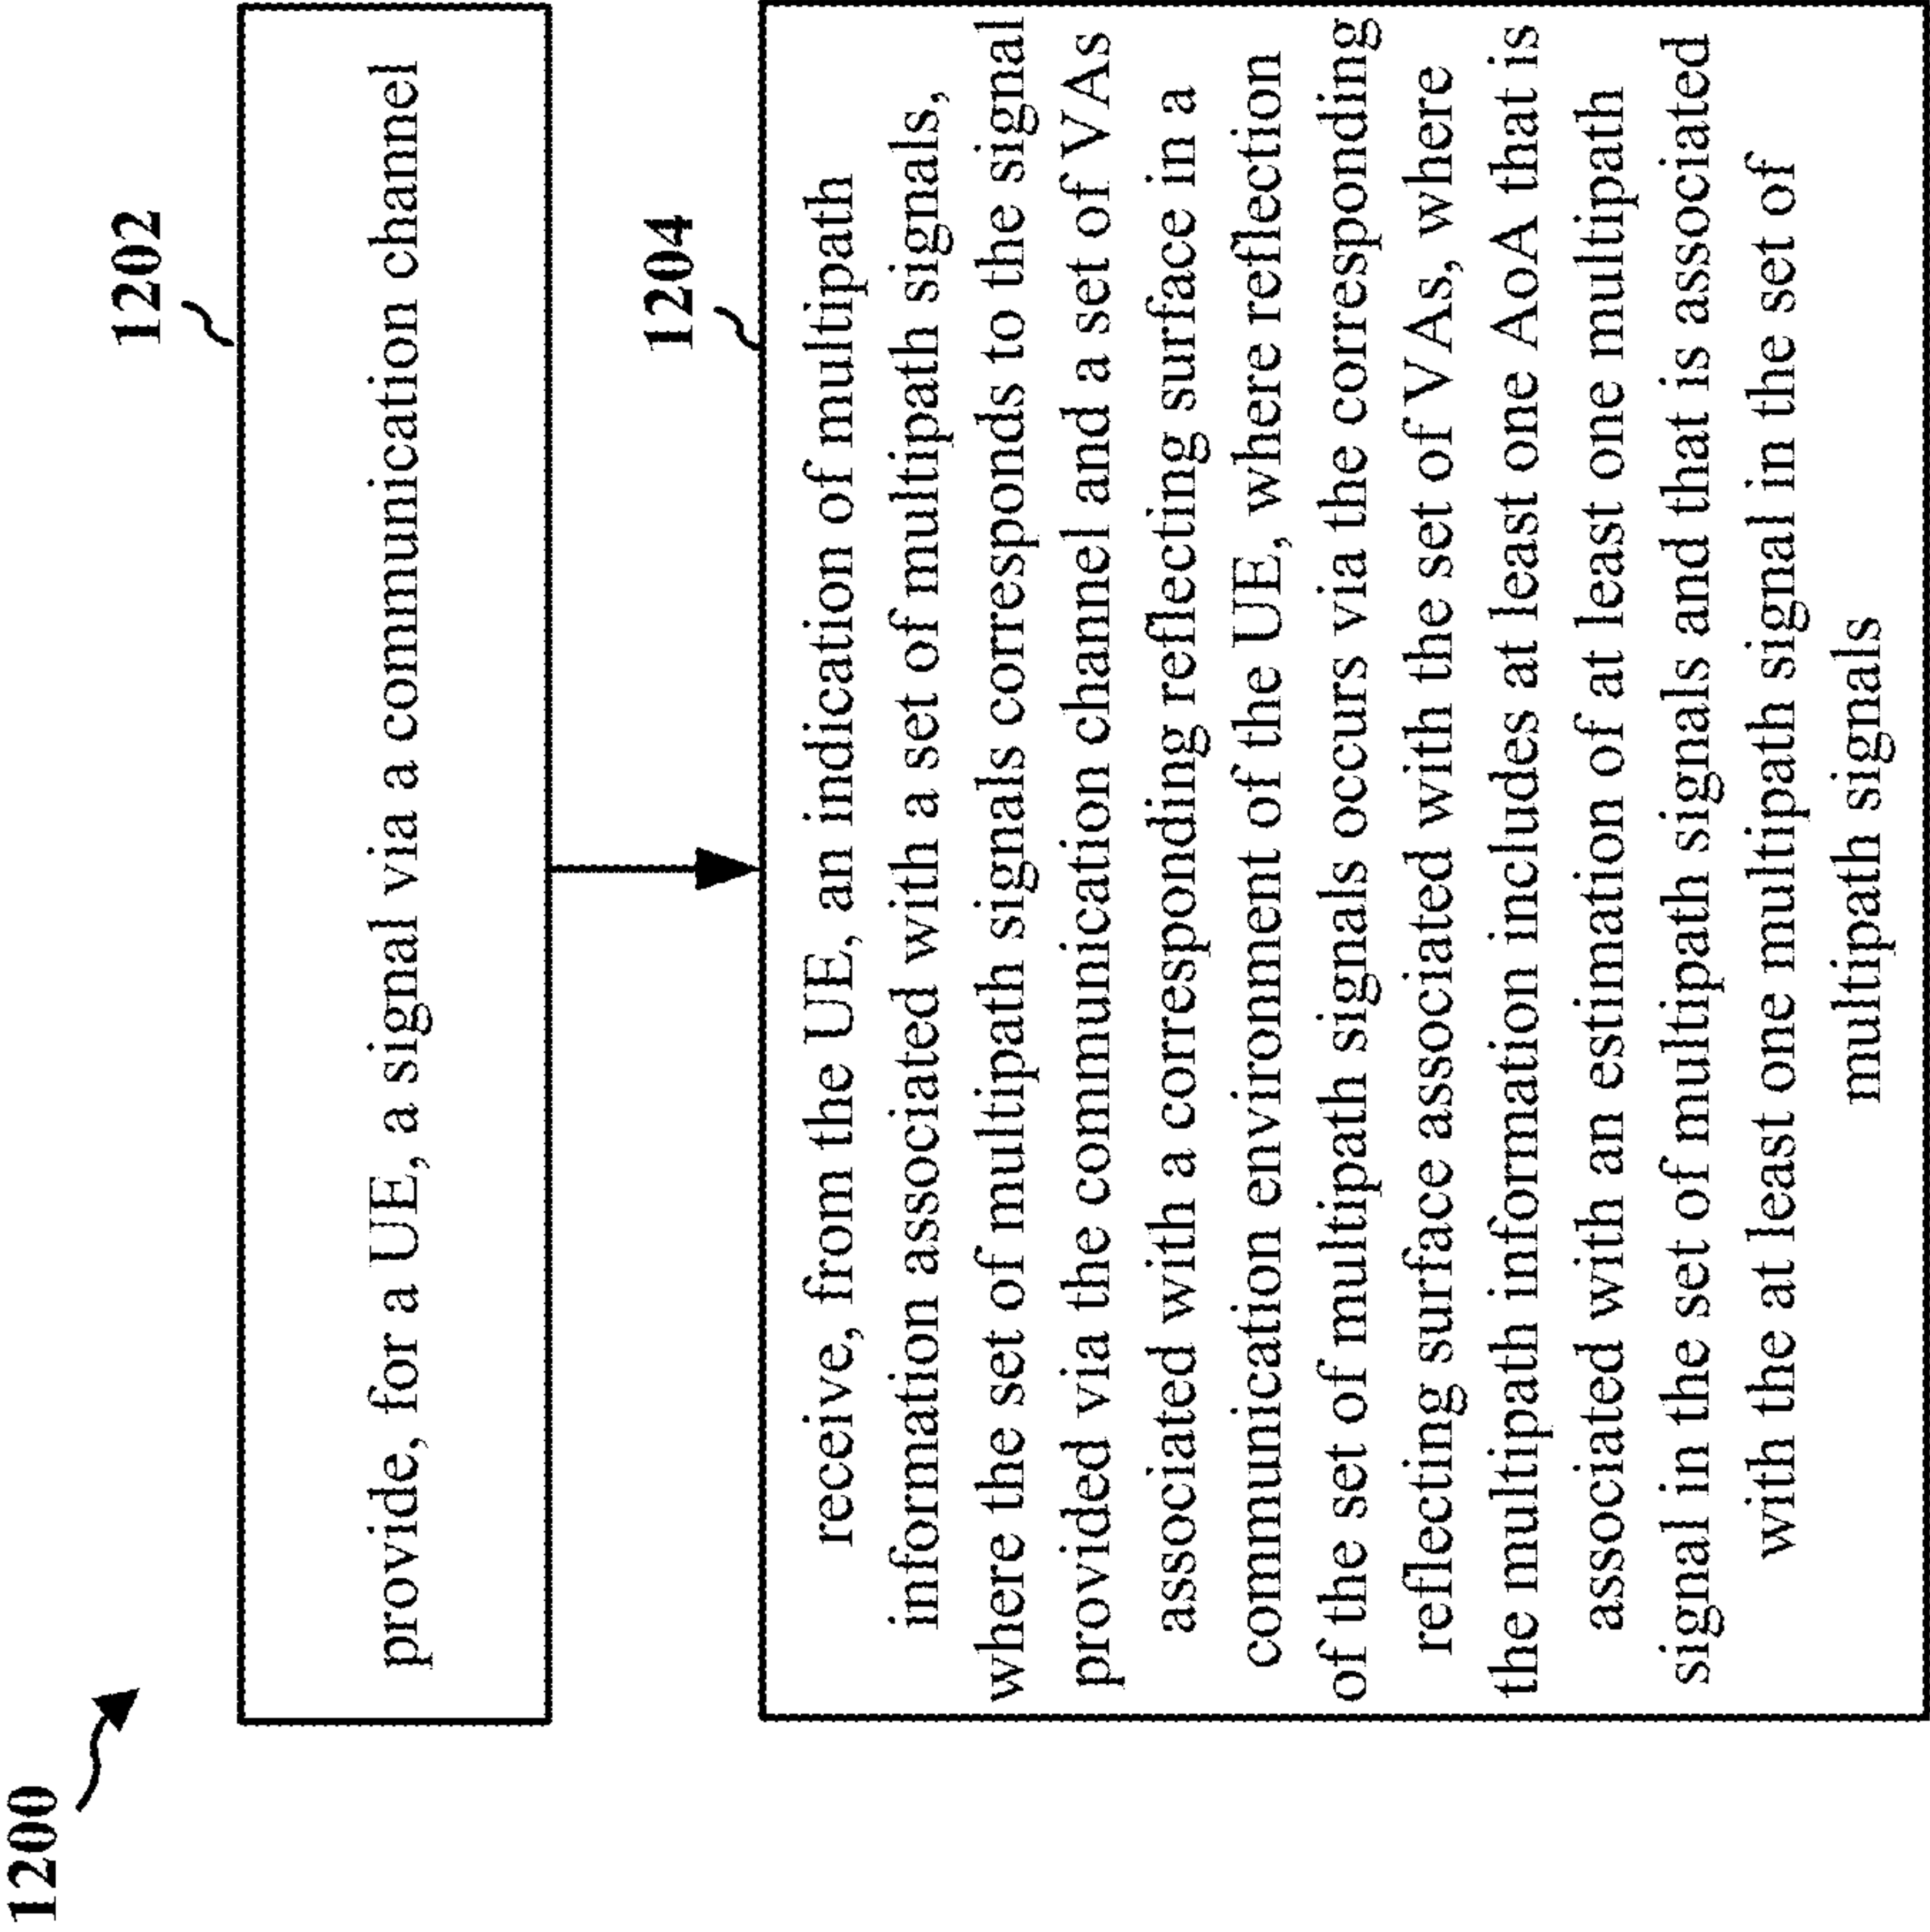 1200
1202
provide, for a UE, a signal via a communication channel
1204
receive, from the UE, an indication of multipath
information associated with a set of multipath signals,
where the set of multipath signals corresponds to the signal
provided via the communication channel and a set of VAs
associated with a corresponding reflecting surface in a
communication environment of the UE, where reflection
of the set of multipath signals occurs via the corresponding
reflecting surface associated with the set of VAs, where
the multipath information includes at least one AoA that is
associated with an estimation of at least one multipath
signal in the set of multipath signals and that is associated
with the at least one multipath signal in the set of
multipath signals